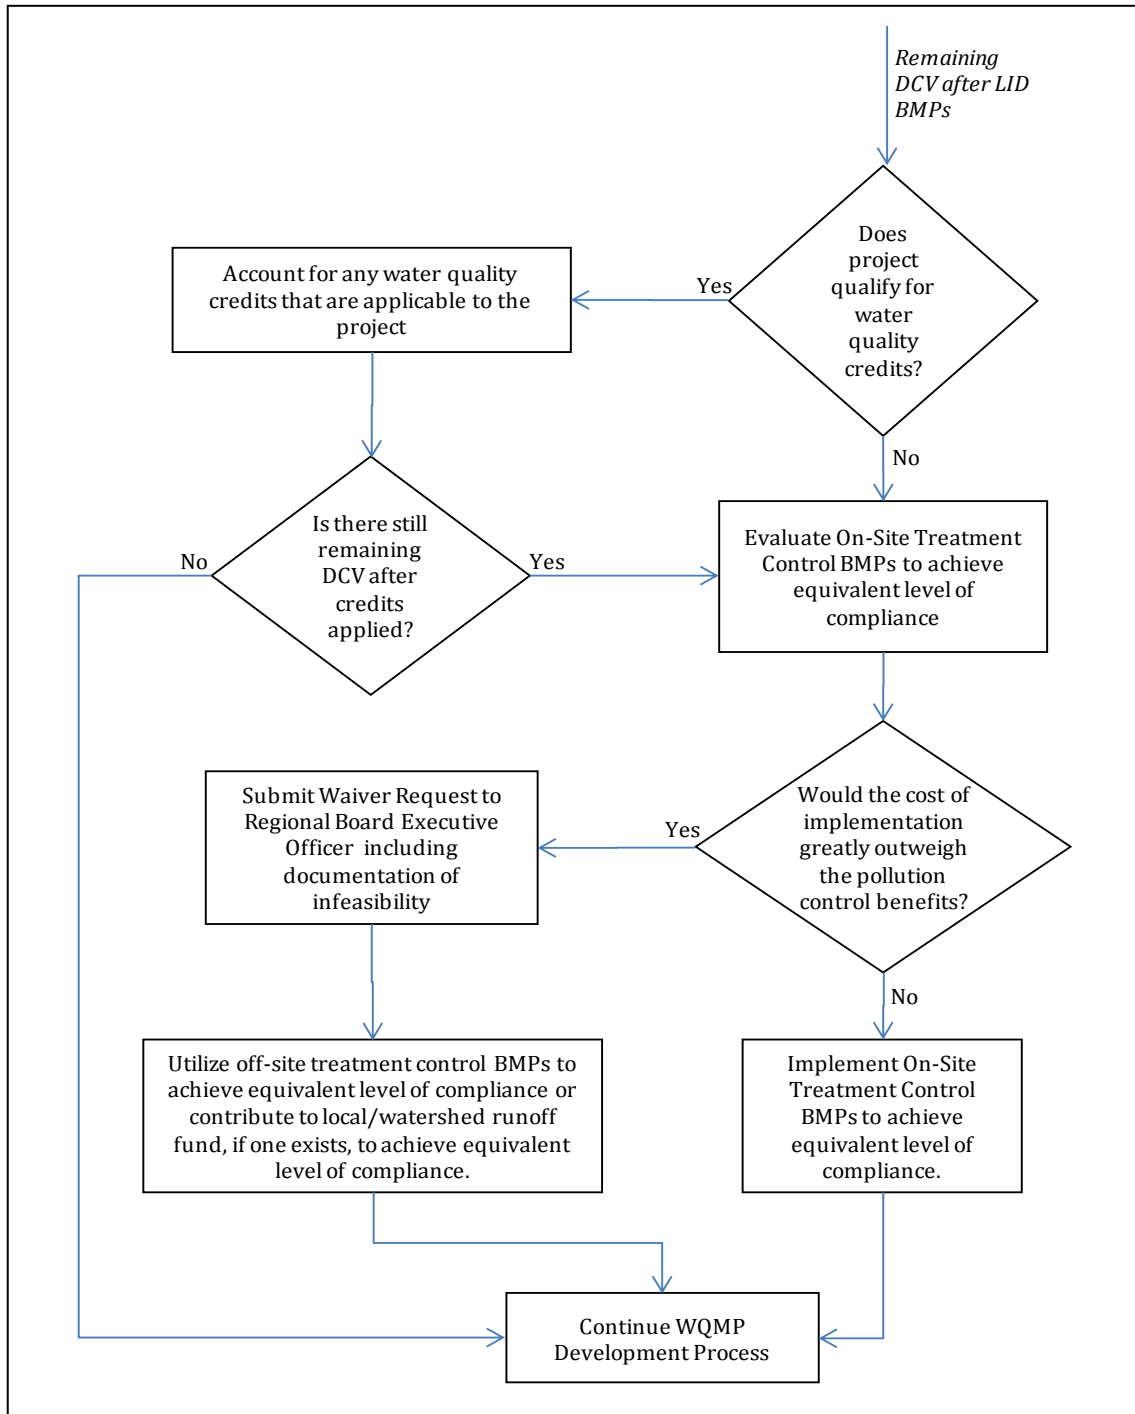 Remaining
DCV after LID
BMPs
Does
project
qualify for
water
quality
credits?
Yes
Account for any water quality
credits that are applicable to the
project
No
Is there still
remaining
DCV after
credits
applied?
No
Yes
Evaluate On-Site Treatment
Control BMPs to achieve
equivalent level of
compliance
Would the cost of
implementation
greatly outweigh
the pollution
control benefits?
Yes
Submit Waiver Request to
Regional Board Executive
Officer including
documentation of
infeasibility
No
Utilize off-site treatment control BMPs to
achieve equivalent level of compliance or
contribute to local/watershed runoff
fund, if one exists, to achieve equivalent
level of compliance.
Implement On-Site
Treatment Control
BMPs to achieve
equivalent level of
compliance.
Continue WQMP
Development Process